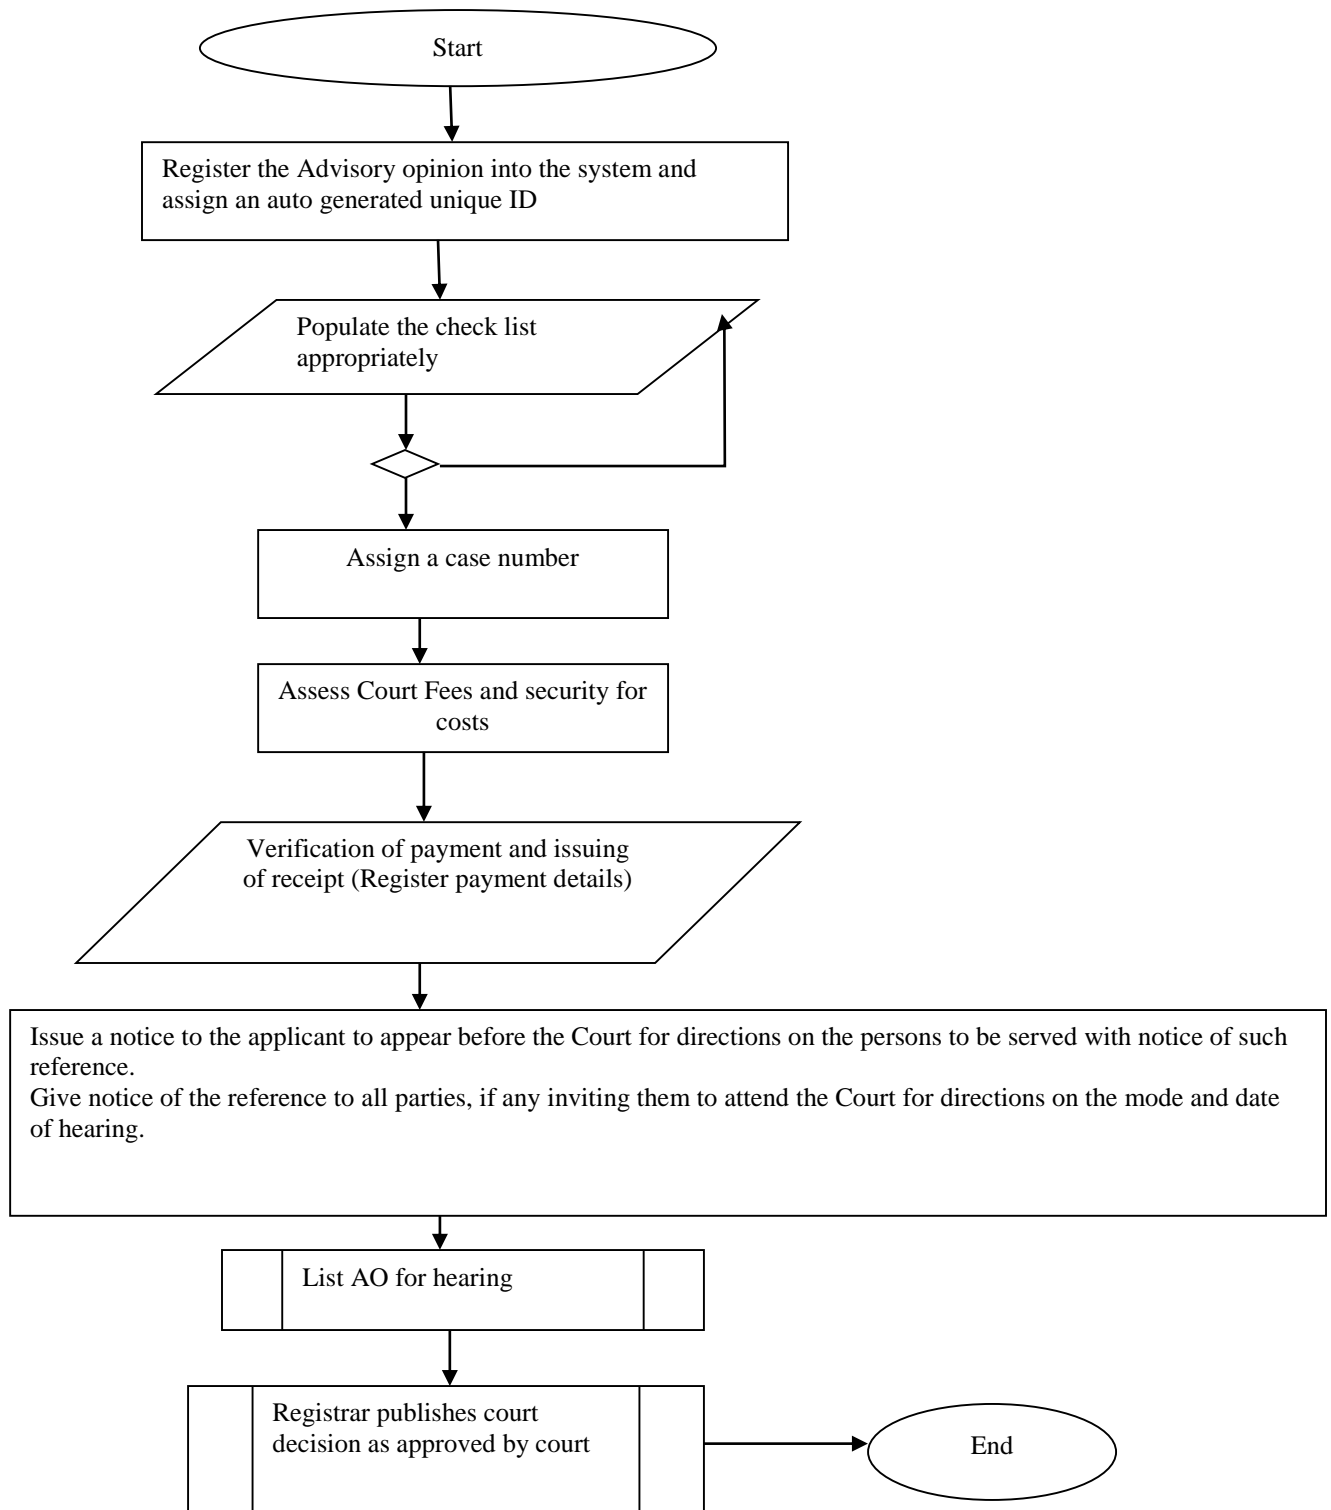 Start
Register the Advisory opinion into the system and
assign an auto generated unique ID
Populate the check list
appropriately
Assign a case number
Assess Court Fees and security for
costs
Verification of payment and issuing
of receipt (Register payment details)
Issue a notice to the applicant to appear before the Court for directions on the persons to be served with notice of such
reference.
Give notice of the reference to all parties, if any inviting them to attend the Court for directions on the mode and date
of hearing.
List AO for hearing
Registrar publishes court
decision as approved by court
End